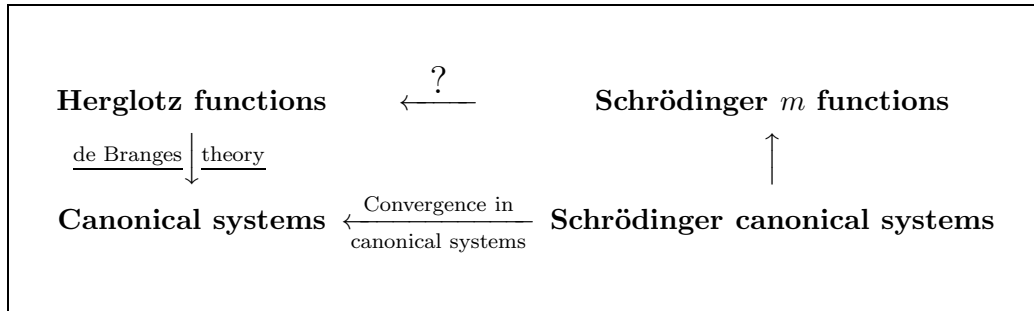 ?
Herglotz functions Schrödinger m functions
de Branges theory
Convergence in
Canonical systems Schrödinger canonical systems
canonical systems